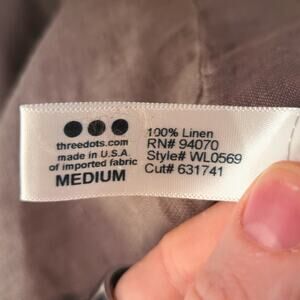 threedots.com
made in U.S.A.
of imported fabric
MEDIUM
100% Linen
RN# 94070
Style# WL0569
Cut# 631741